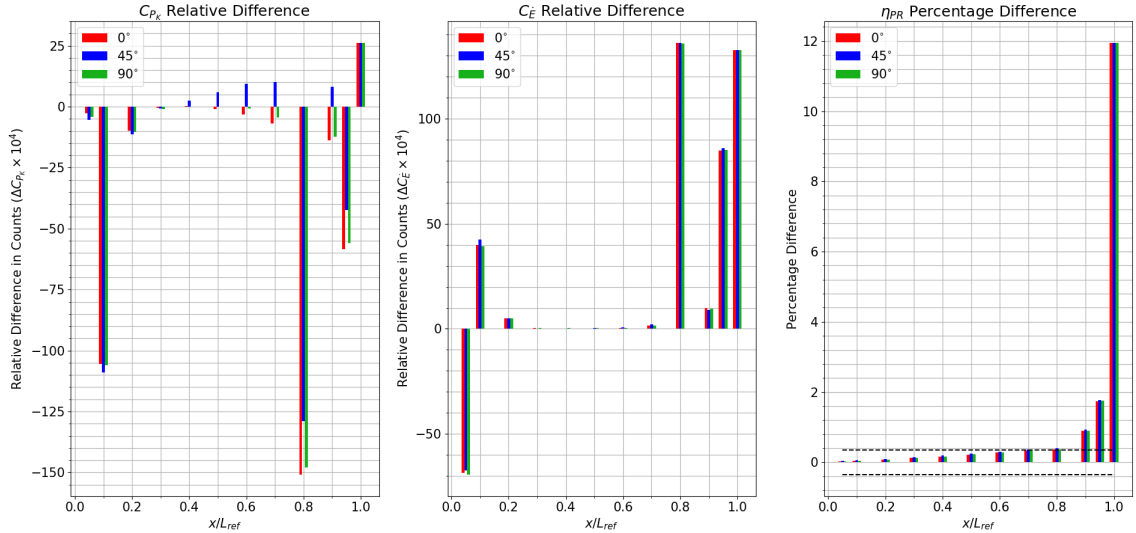 $C_{P_K}$ Relative Difference
0°
45°
90°
25
0
−25
−50
−75
−100
−125
−150
Relative Difference in Counts ($\Delta C_{P_K} \times 10^4$)
0.0 0.2 0.4 0.6 0.8 1.0
$x/L_{ref}$
$C_{\dot{E}}$ Relative Difference
0°
45°
90°
100
50
0
−50
Relative Difference in Counts ($\Delta C_{\dot{E}} \times 10^4$)
0.0 0.2 0.4 0.6 0.8 1.0
$x/L_{ref}$
$\eta_{PR}$ Percentage Difference
0°
45°
90°
12
10
8
6
4
2
0
Percentage Difference
0.0 0.2 0.4 0.6 0.8 1.0
$x/L_{ref}$